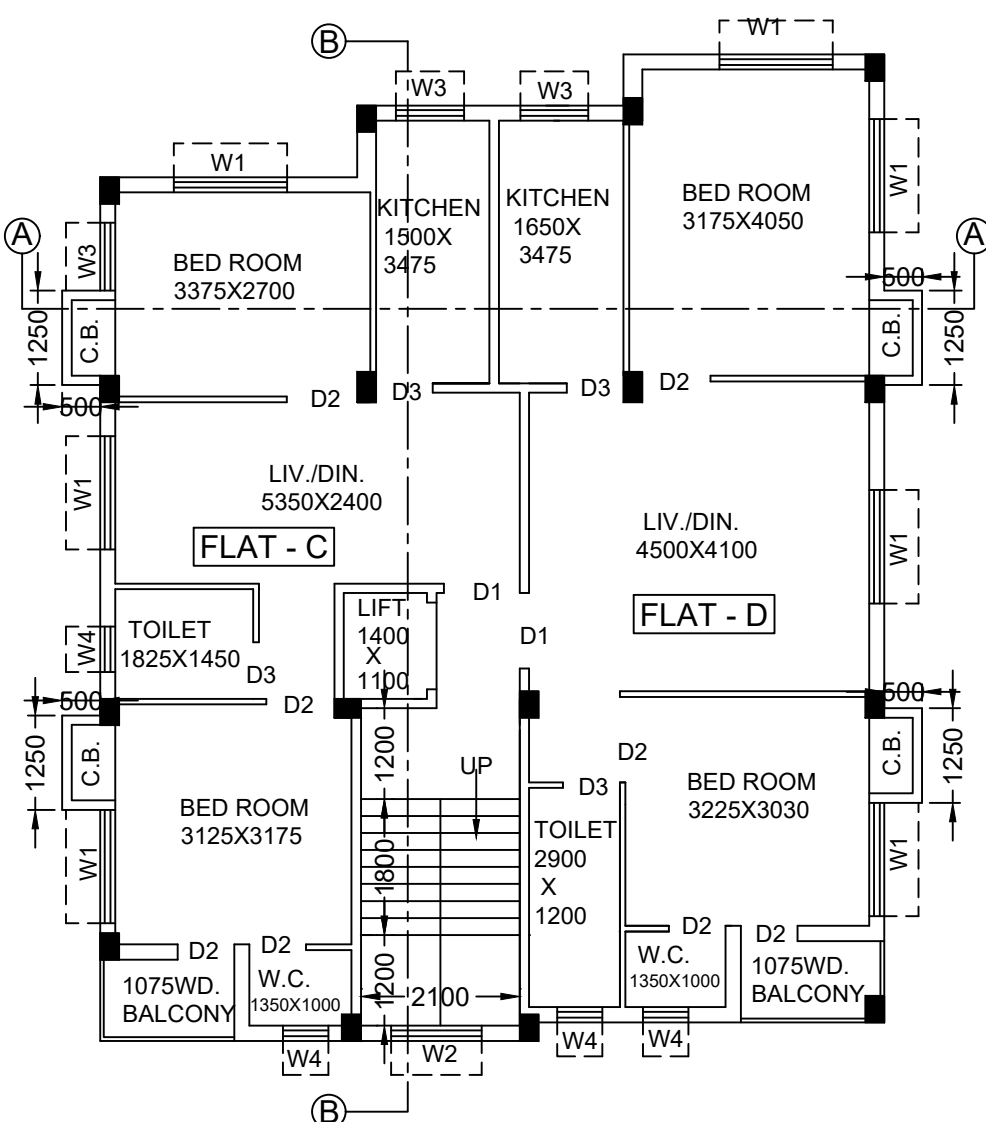 W1
B
W3
W3
W1
W1
KITCHEN
1500X
3475
KITCHEN
1650X
3475
BED ROOM
3175X4050
A
A
W3
BED ROOM
3375X2700
500
1250
C.B.
C.B.
1250
500
D2
D3
D3
D2
W1
LIV./DIN.
5350X2400
LIV./DIN.
4500X4100
W1
FLAT - C
FLAT - D
D1
LIFT
1400
X
1100
D1
TOILET
1825X1450
W4
D3
500
D2
500
1250
C.B.
1200
UP
D2
C.B.
1250
BED ROOM
3125X3175
D3
BED ROOM
3225X3030
W1
1800
TOILET
2900
X
1200
W1
D2
D2
D2
D2
1075WD.
BALCONY
W.C.
1350X1000
1200
2100
W.C.
1350X1000
1075WD.
BALCONY
W4
W2
W4
W4
B